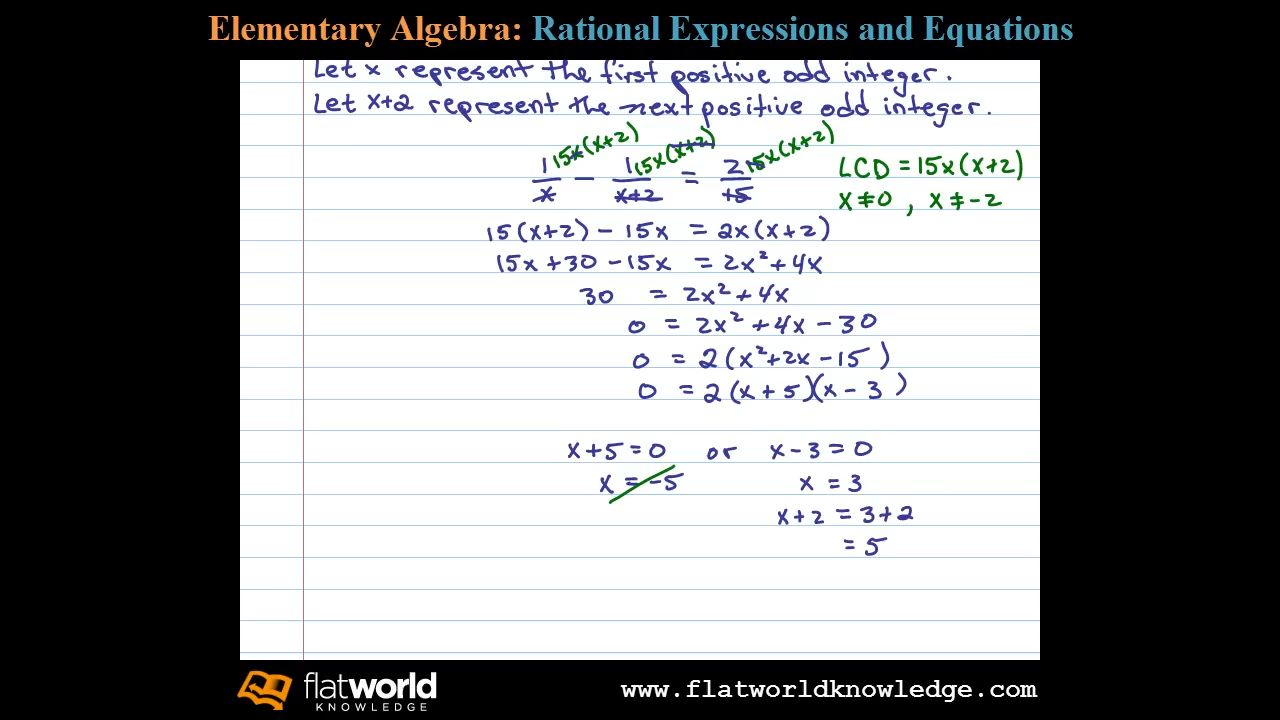 Elementary Algebra: Rational Expressions and Equations
Let x represent the first positive odd integer.
Let x+2 represent the next positive odd integer.
1/x 15x(x+2) − 1/(x+2) 15x(x+2) = 2/15 15x(x+2)
LCD = 15x(x+2)
x ≠ 0 , x ≠ -2
15(x+2) − 15x = 2x(x+2)
15x + 30 − 15x = 2x² + 4x
30 = 2x² + 4x
0 = 2x² + 4x − 30
0 = 2(x² + 2x − 15)
0 = 2(x + 5)(x − 3)
x + 5 = 0 or x − 3 = 0
x = −5 x = 3
x + 2 = 3 + 2
= 5
flatworld
KNOWLEDGE
www.flatworldknowledge.com